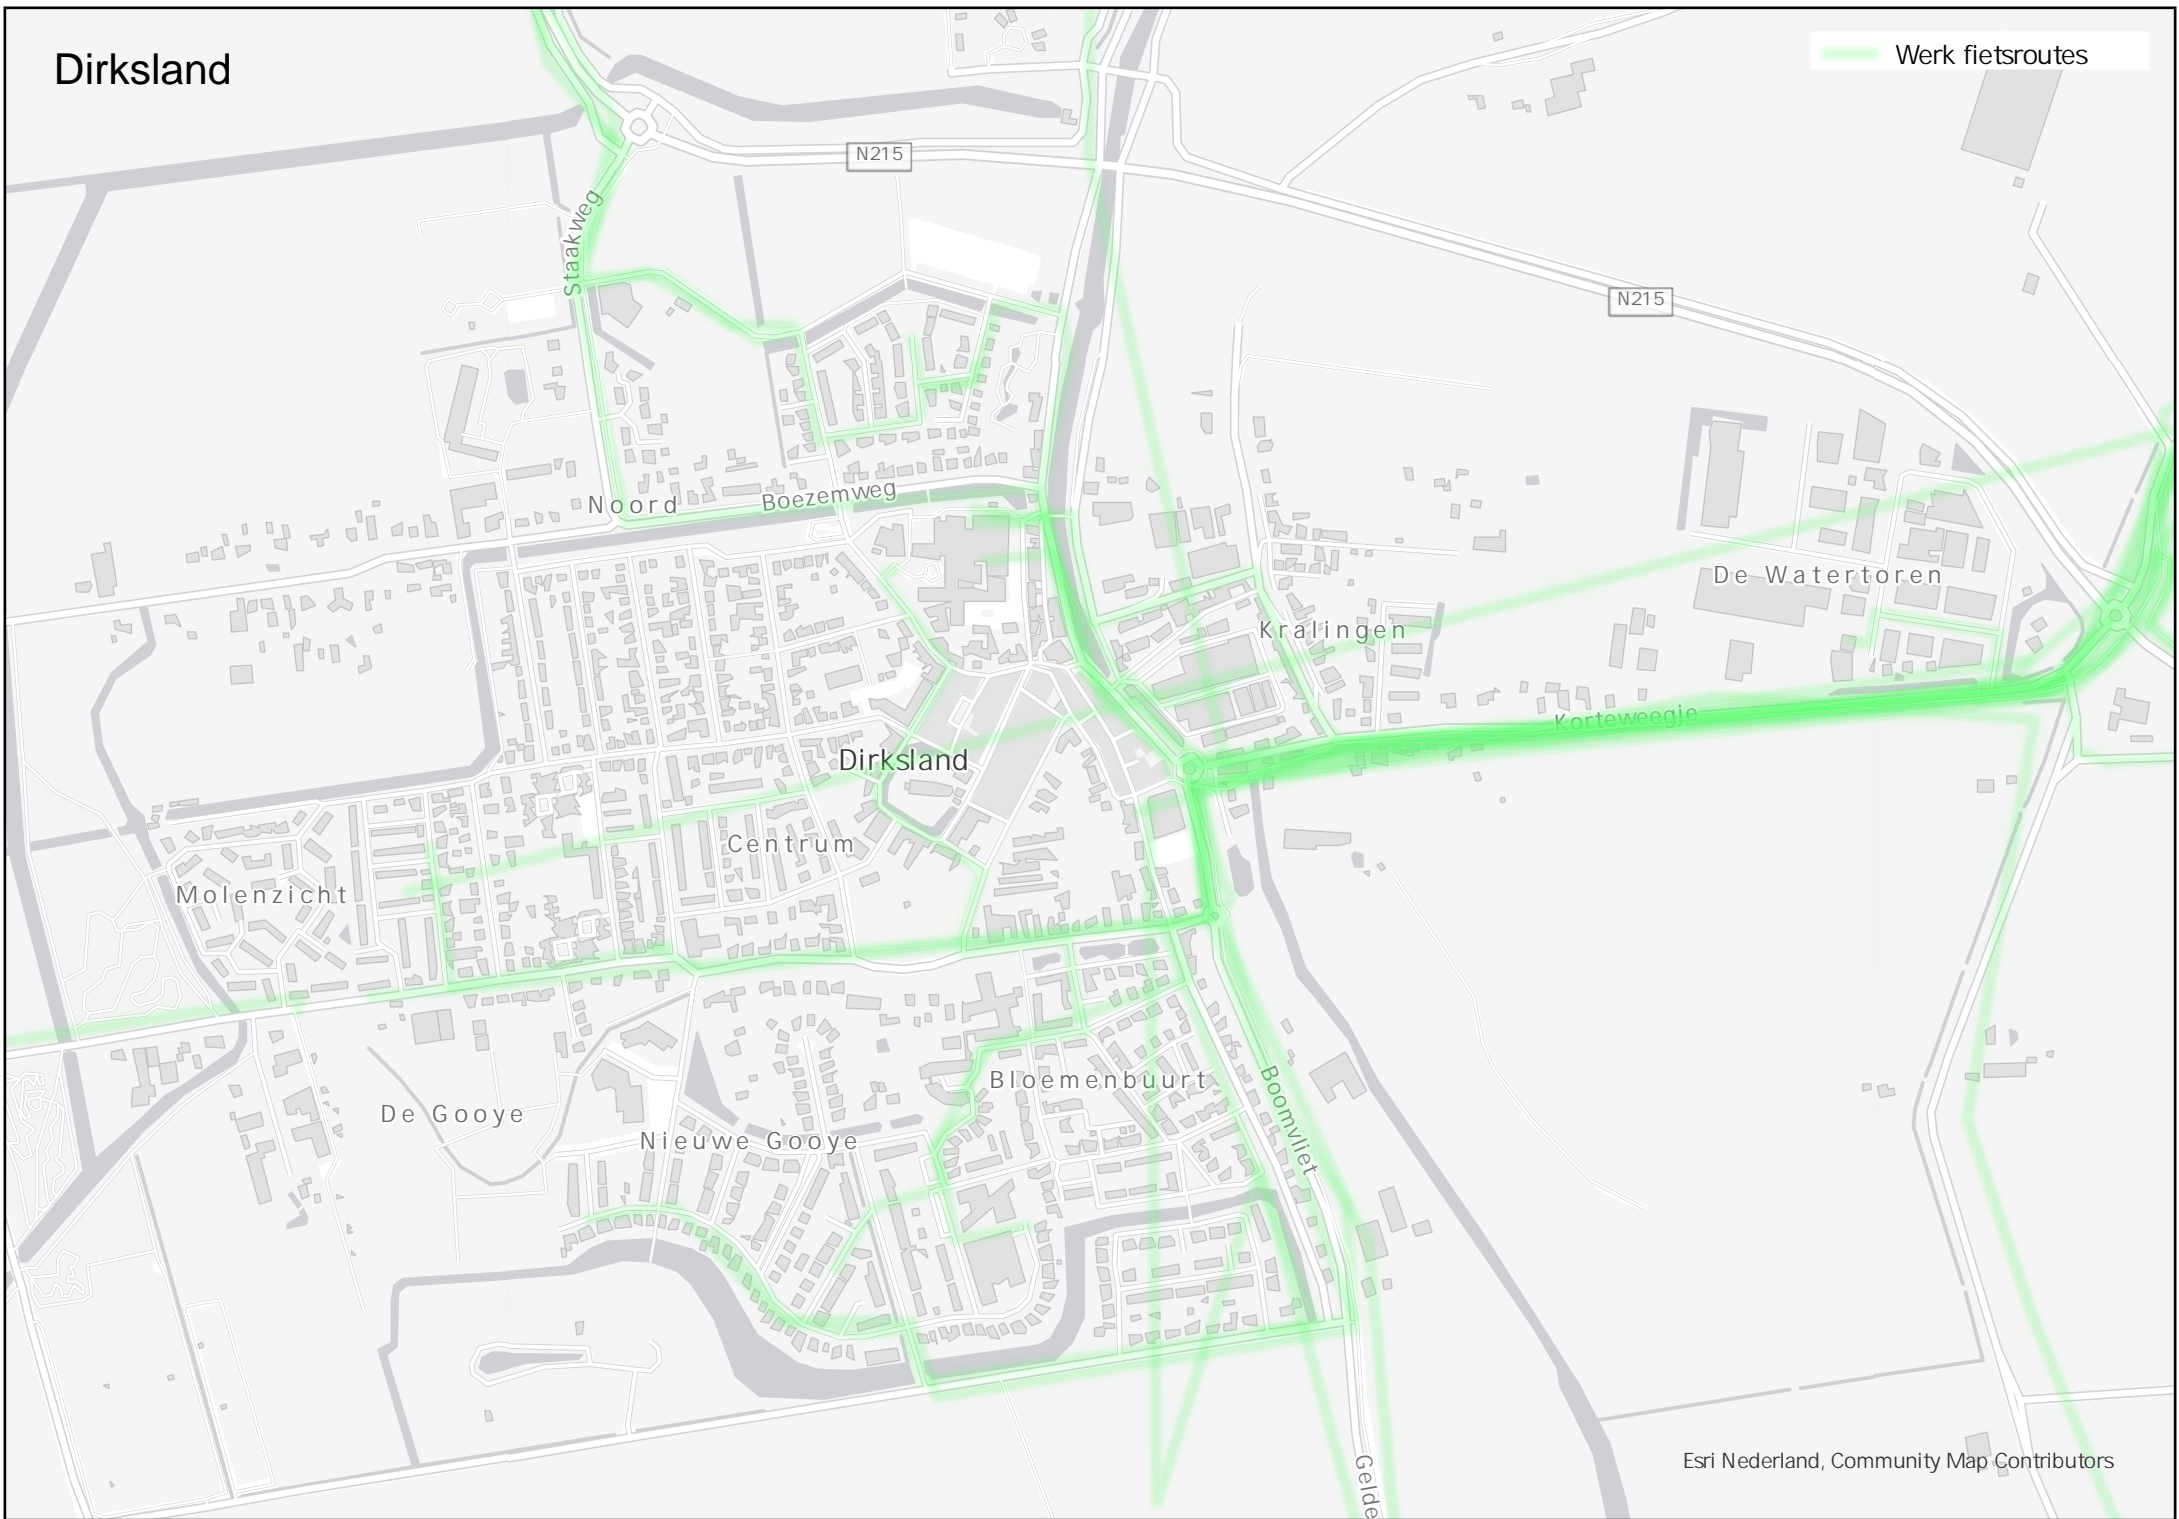 Dirksland
Werk fietsroutes
N215
Staakweg
N215
Noord
Boezemweg
De Watertoren
Kralingen
Korteweegje
Dirksland
Centrum
Molenzicht
Bloemenbuurt
Boomvliet
De Gooye
Nieuwe Gooye
Gelde
Esri Nederland, Community Map Contributors